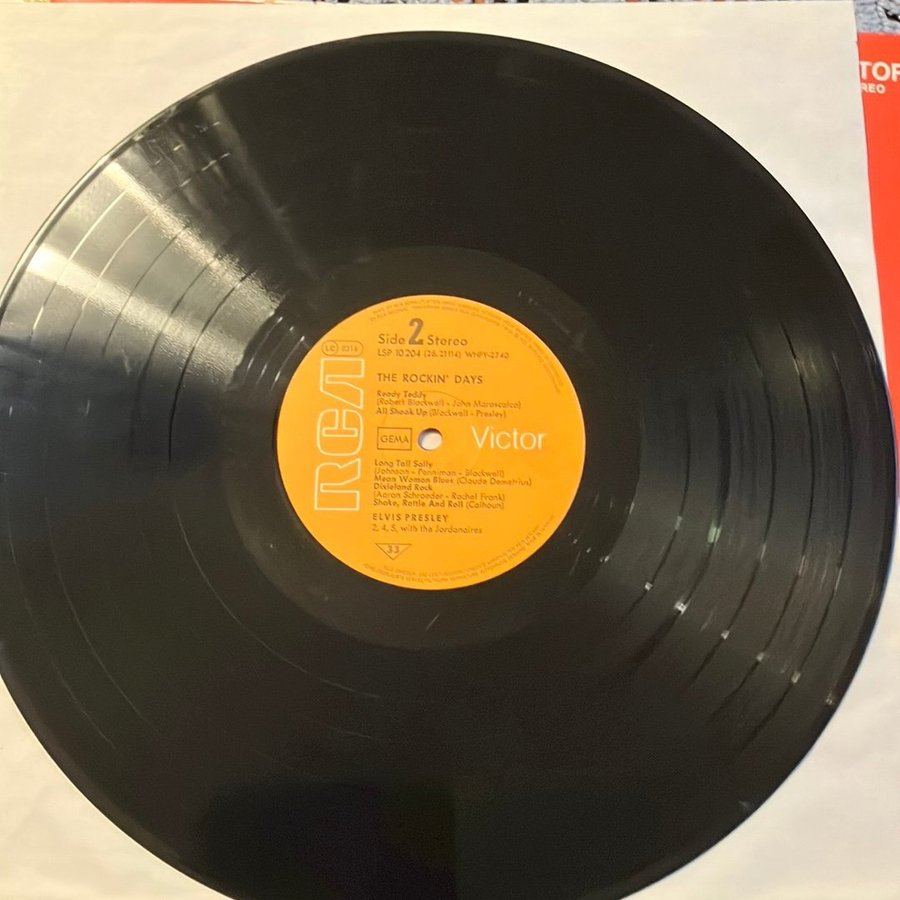 TOR
REO
Side 2 Stereo
LSP 10 204 (26.21114) WNPY-2740
THE ROCKIN' DAYS
Ready Teddy
(Robert Blackwell - John Marascalco)
All Shook Up (Blackwell - Presley)
GEMA
Victor
Long Tall Sally
(Johnson - Penniman - Blackwell)
Mean Woman Blues (Claude Demetrius)
Dixieland Rock
(Aaron Schroeder - Rachel Frank)
Shake, Rattle And Roll (Calhoun)
ELVIS PRESLEY
2, 4, 5, with the Jordanaires
33
RCA
LC 0316